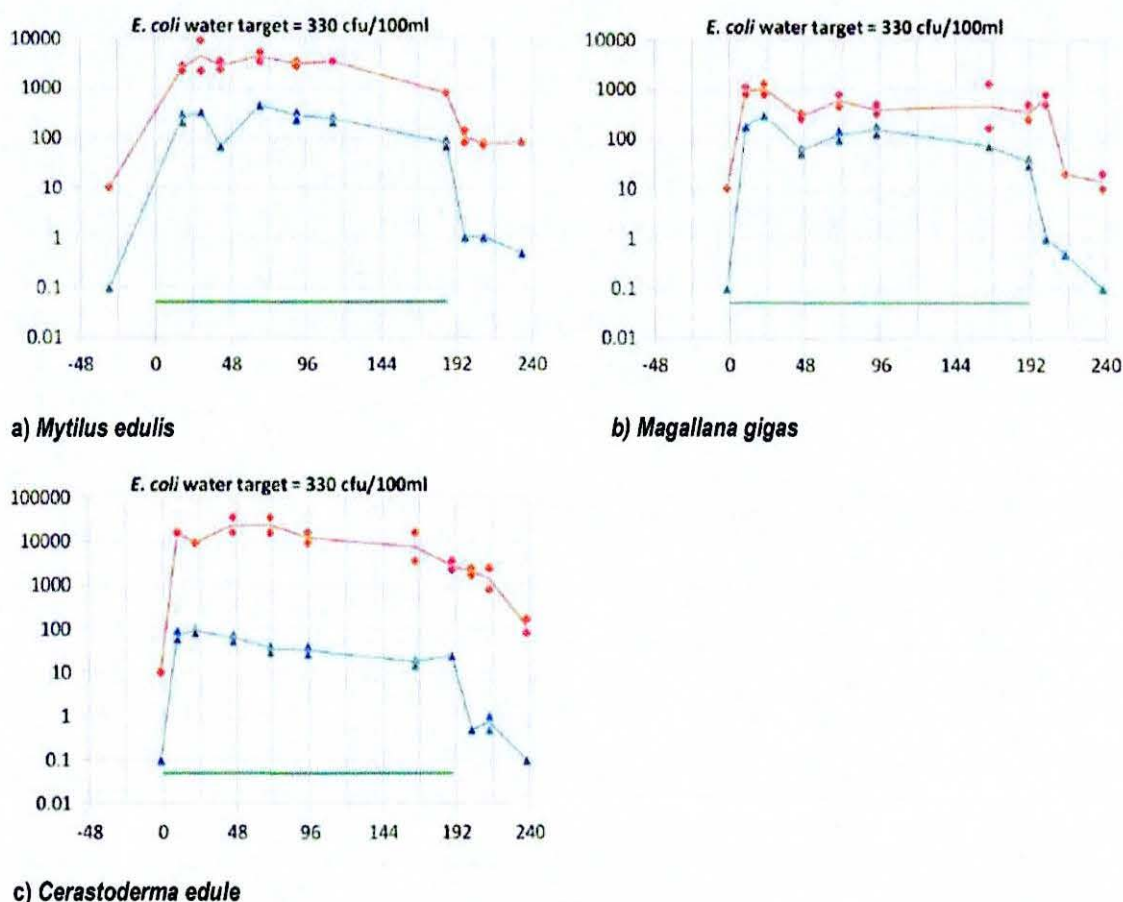 E. coli water target = 330 cfu/100ml
10000
1000
100
10
1
0.1
0.01
-48 0 48 96 144 192 240
a) Mytilus edulis
E. coli water target = 330 cfu/100ml
10000
1000
100
10
1
0.1
0.01
-48 0 48 96 144 192 240
b) Magallana gigas
E. coli water target = 330 cfu/100ml
100000
10000
1000
100
10
1
0.1
0.01
-48 0 48 96 144 192 240
c) Cerastoderma edule